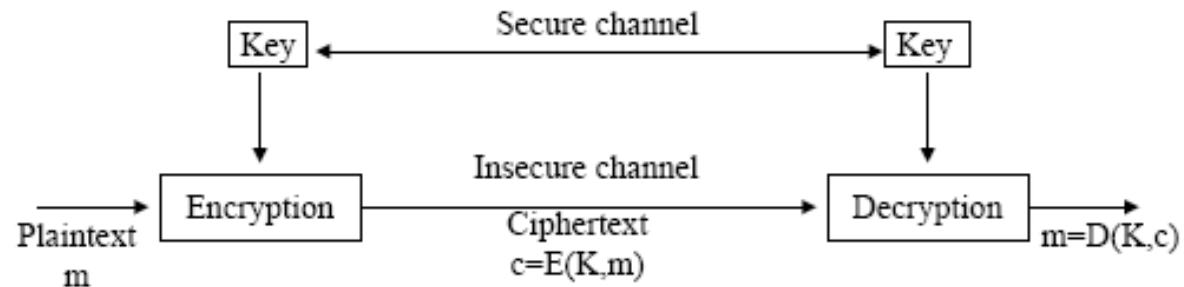 Secure channel
Key
Key
Insecure channel
Encryption
Decryption
Plaintext
m
Ciphertext
c=E(K,m)
m=D(K,c)